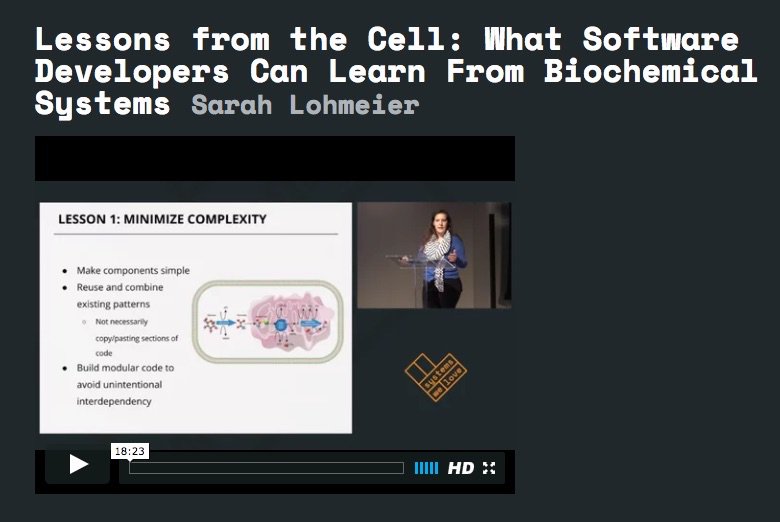 Lessons from the Cell: What Software
Developers Can Learn From Biochemical
Systems Sarah Lohmeier
LESSON 1: MINIMIZE COMPLEXITY
• Make components simple
• Reuse and combine
existing patterns
○ Not necessarily
copy/pasting sections of
code
• Build modular code to
avoid unintentional
interdependency
systems
we love
18:23
HD